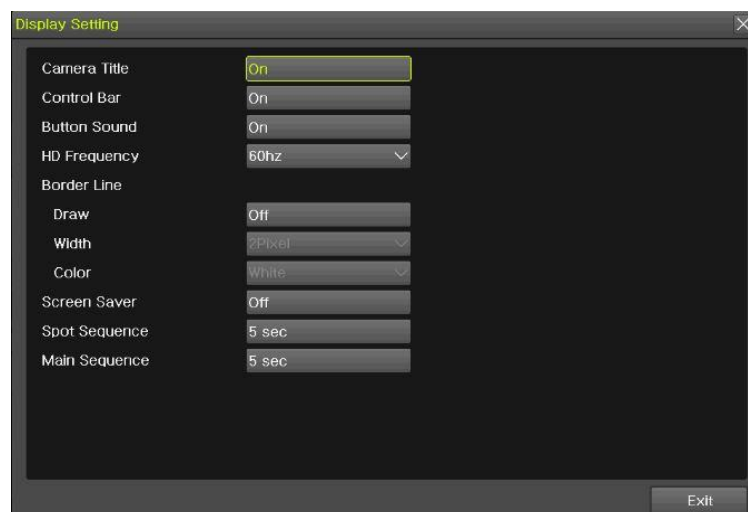 Display Setting
Camera Title On
Control Bar On
Button Sound On
HD Frequency 60hz
Border Line
Draw Off
Width 2Pixel
Color White
Screen Saver Off
Spot Sequence 5 sec
Main Sequence 5 sec
Exit